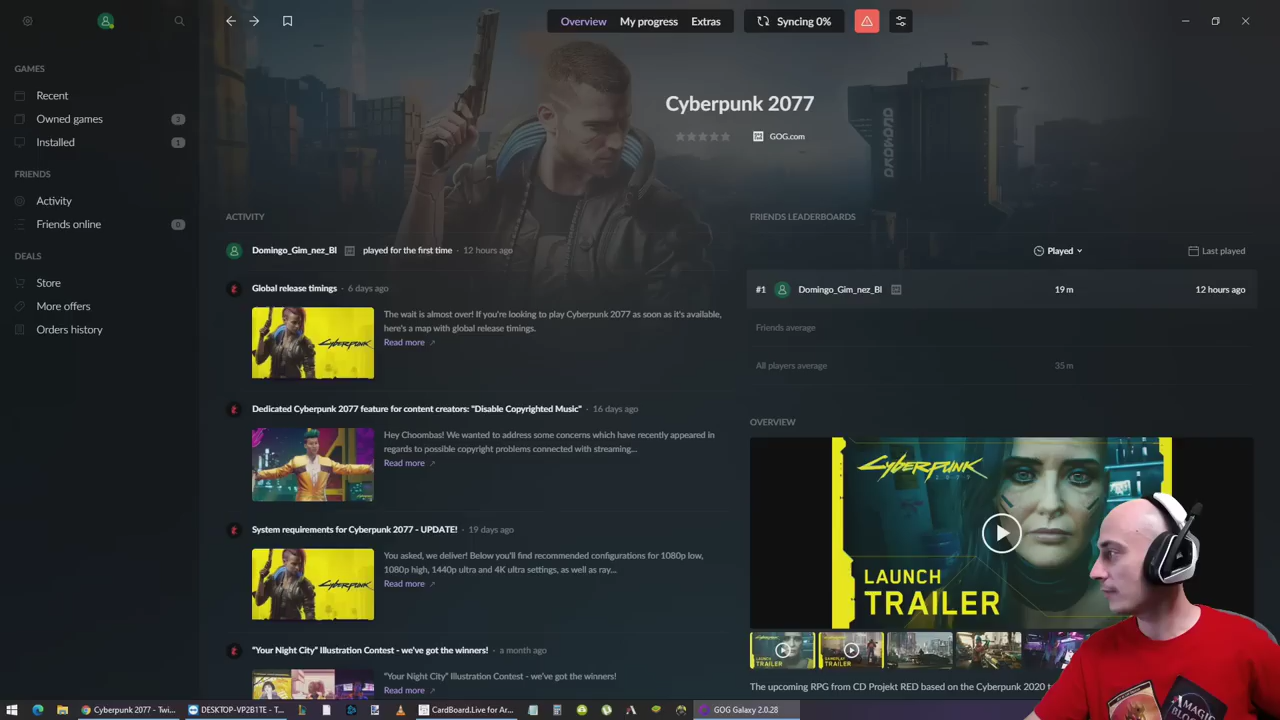 Overview
My progress
Extras
Syncing 0%
GAMES
Recent
Owned games 3
Installed 1
FRIENDS
Activity
Friends online 0
DEALS
Store
More offers
Orders history
Cyberpunk 2077
GOG.com
ACTIVITY
Domingo_Gim_nez_Bl played for the first time · 12 hours ago
Global release timings · 6 days ago
CYBERPUNK
The wait is almost over! If you're looking to play Cyberpunk 2077 as soon as it's available,
here's a map with global release timings.
Read more
Dedicated Cyberpunk 2077 feature for content creators: "Disable Copyrighted Music" · 16 days ago
Hey Choombas! We wanted to address some concerns which have recently appeared in
regards to possible copyright problems connected with streaming...
Read more
System requirements for Cyberpunk 2077 - UPDATE! · 19 days ago
CYBERPUNK
You asked, we deliver! Below you'll find recommended configurations for 1080p low,
1080p high, 1440p ultra and 4K ultra settings, as well as ray...
Read more
"Your Night City" Illustration Contest - we've got the winners! · a month ago
"Your Night City" Illustration Contest - we've got the winners!
Read more
FRIENDS LEADERBOARDS
Played
Last played
#1 Domingo_Gim_nez_Bl 19 m 12 hours ago
Friends average
All players average 35 m
OVERVIEW
CYBERPUNK
2077
LAUNCH
TRAILER
LAUNCH
TRAILER
TRAILER
The upcoming RPG from CD Projekt RED based on the Cyberpunk 2020
MAGIC
Cyberpunk 2077 - Twi...
DESKTOP-VP2B1TE - T...
CardBoard.Live for Ar...
GOG Galaxy 2.0.28